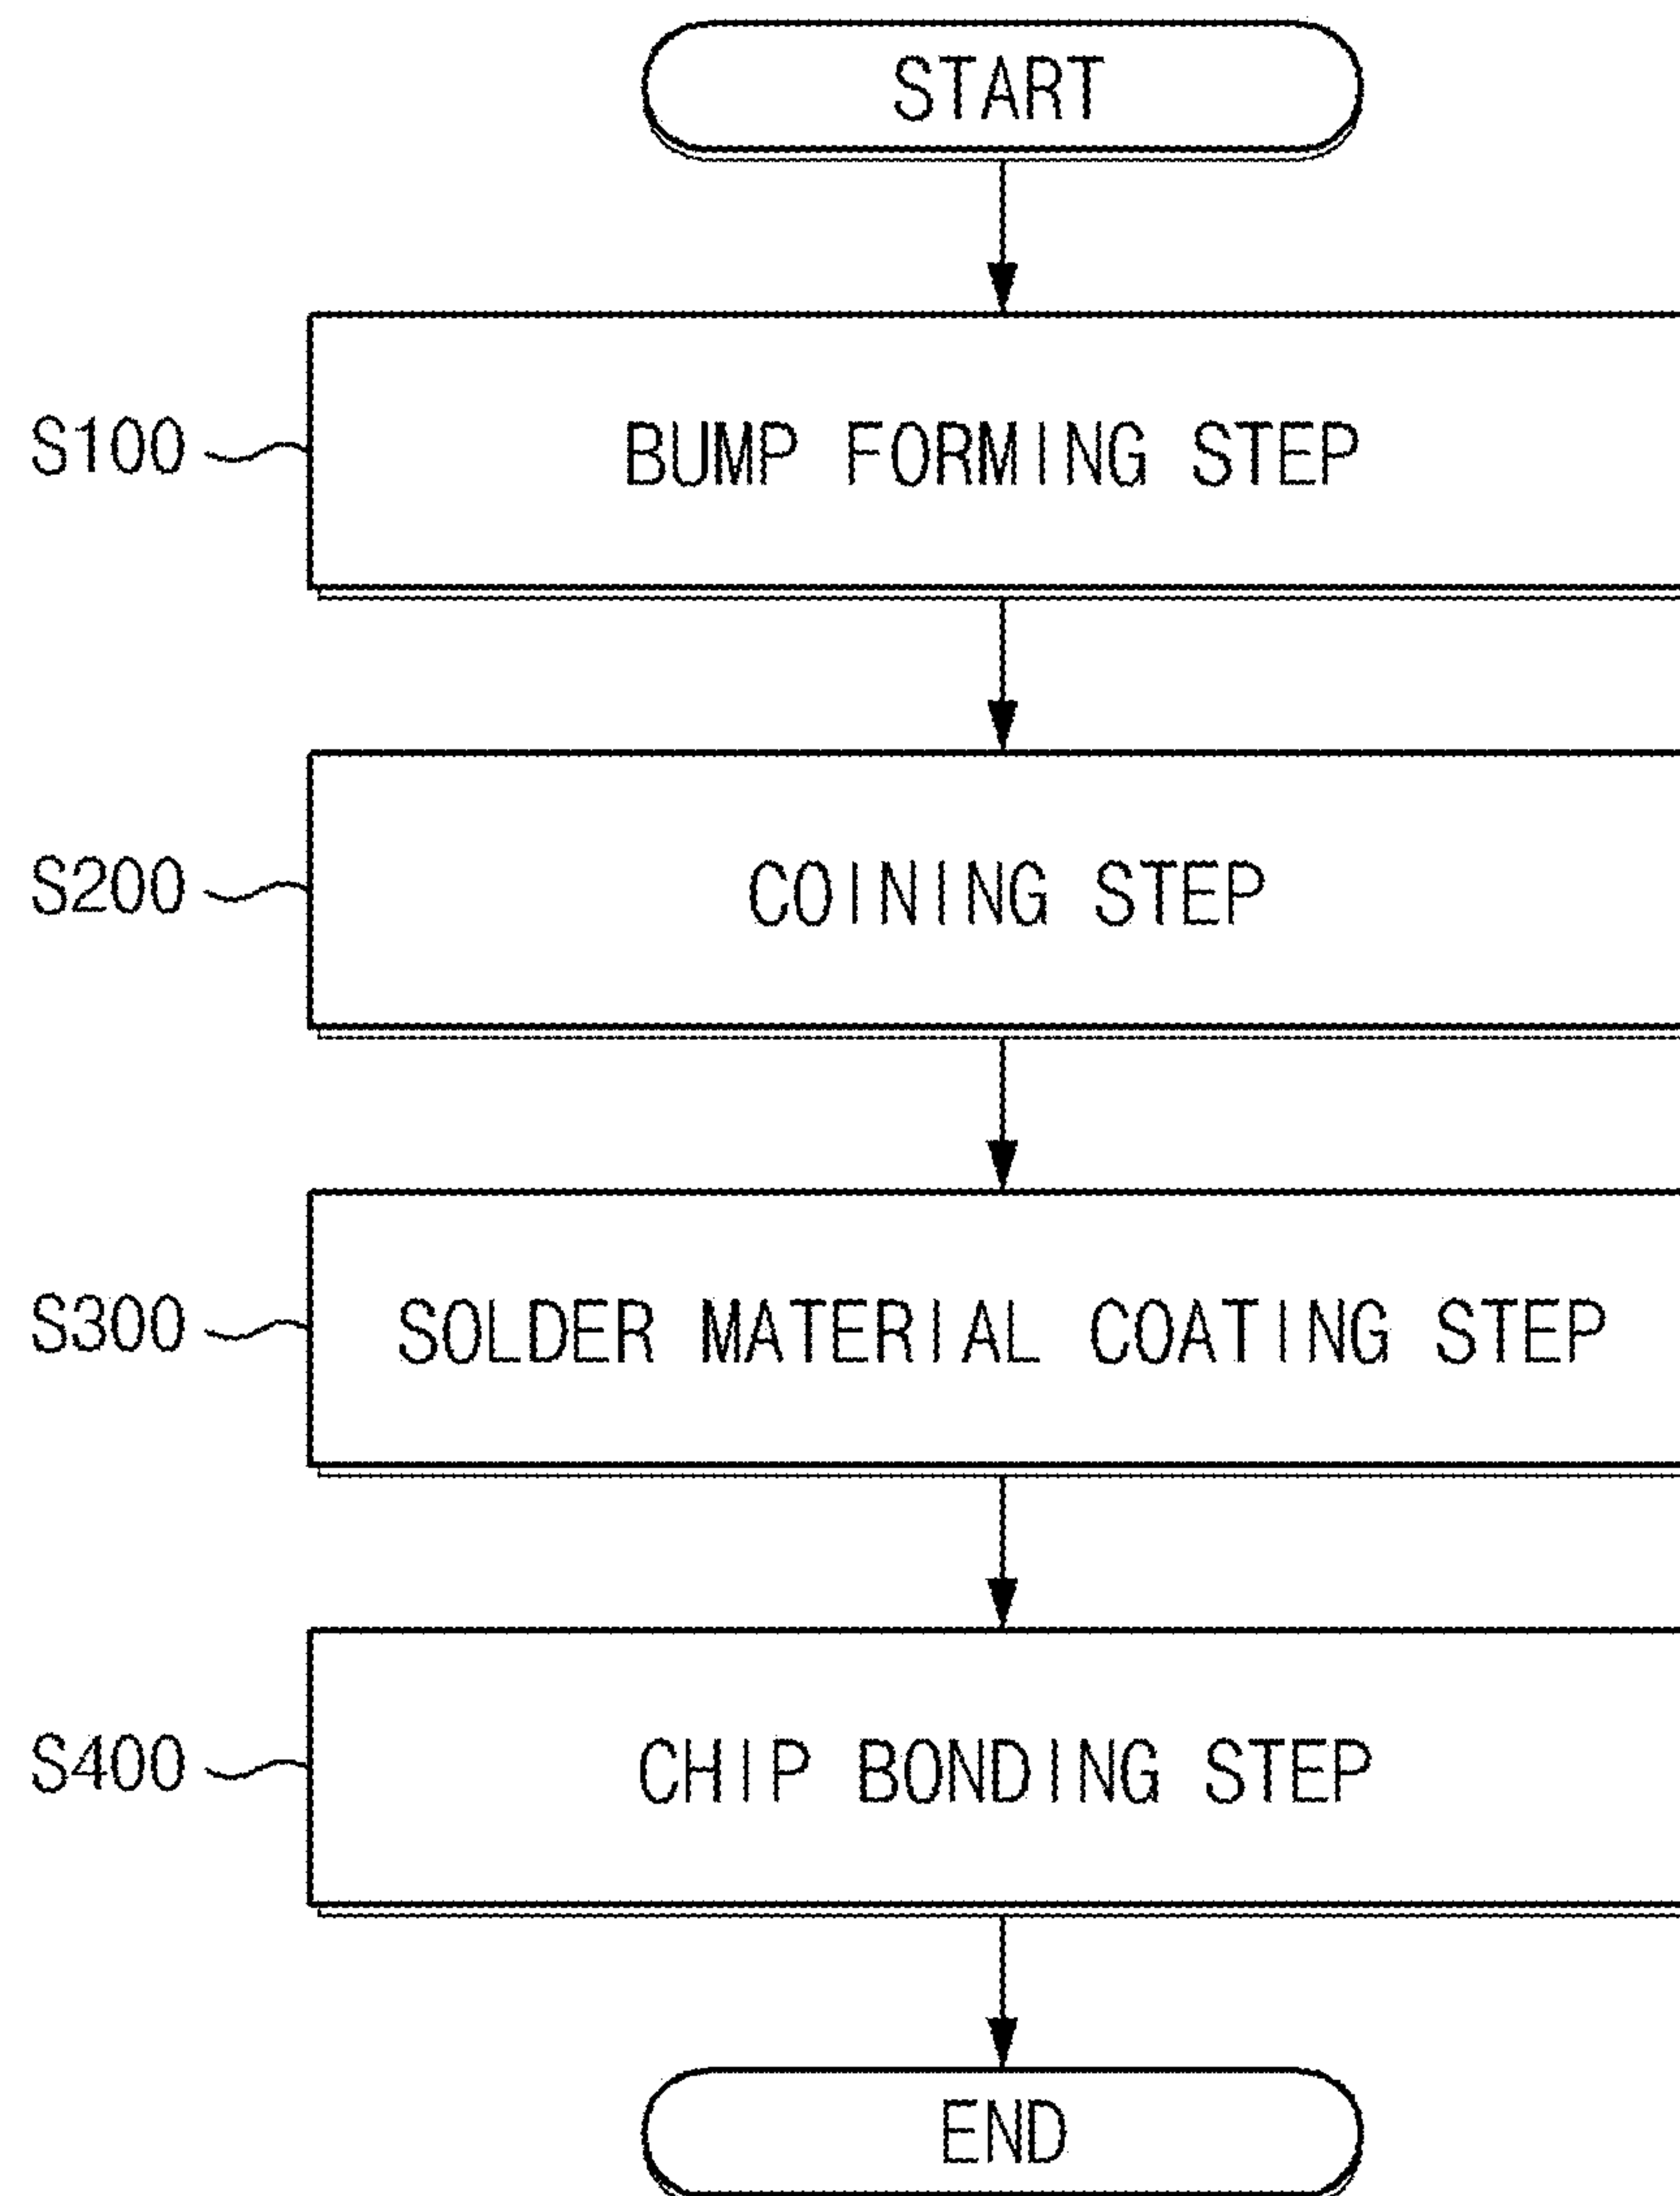 START
S100 BUMP FORMING STEP
S200 COINING STEP
S300 SOLDER MATERIAL COATING STEP
S400 CHIP BONDING STEP
END